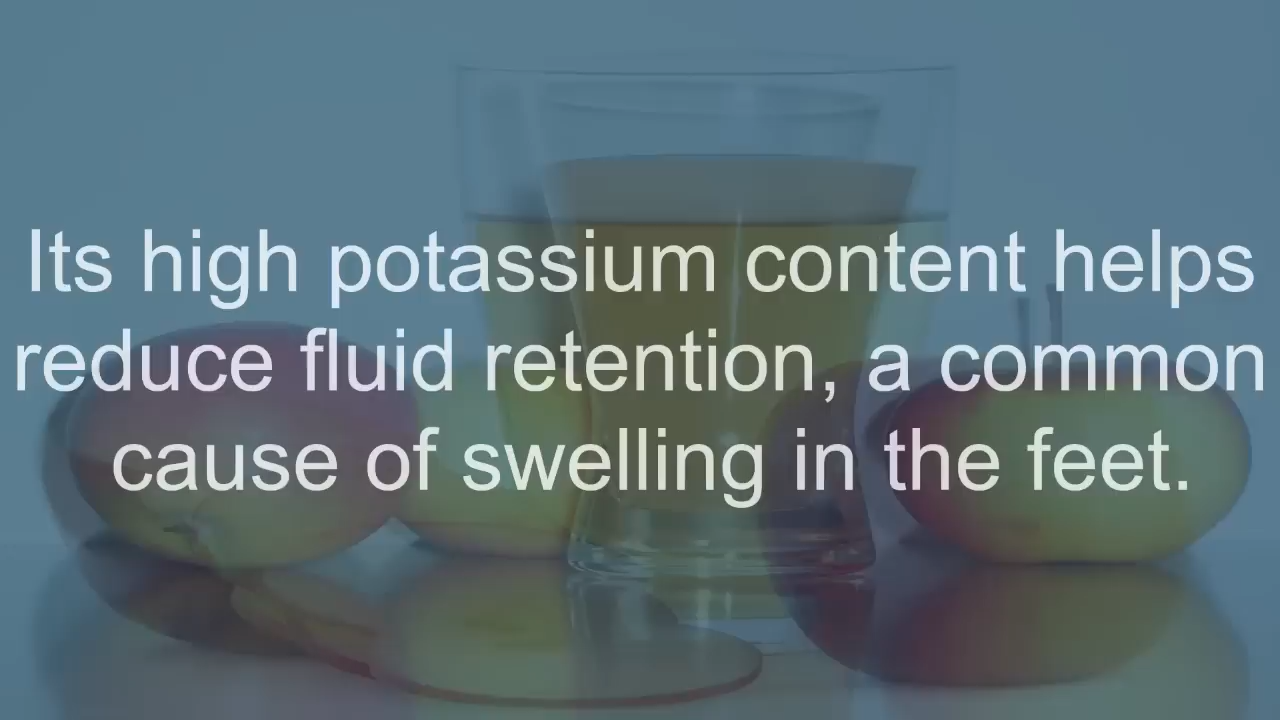 Its high potassium content helps
reduce fluid retention, a common
cause of swelling in the feet.